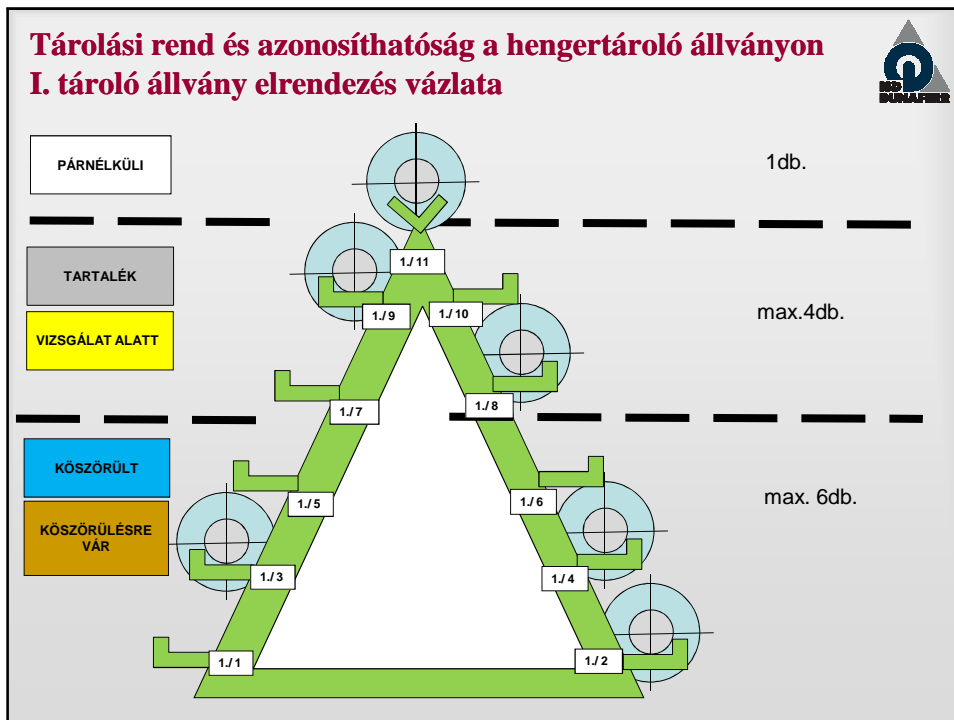 Tárolási rend és azonosíthatóság a hengertároló állványon
I. tároló állvány elrendezés vázlata
ISD
DUNAFERR
PÁRNÉLKÜLI
1db.
1./ 11
TARTALÉK
1./ 9
1./ 10
max.4db.
VIZSGÁLAT ALATT
1./ 7
1./ 8
KÖSZÖRÜLT
1./ 5
1./ 6
max. 6db.
KÖSZÖRÜLÉSRE
VÁR
1./ 3
1./ 4
1./ 1
1./ 2